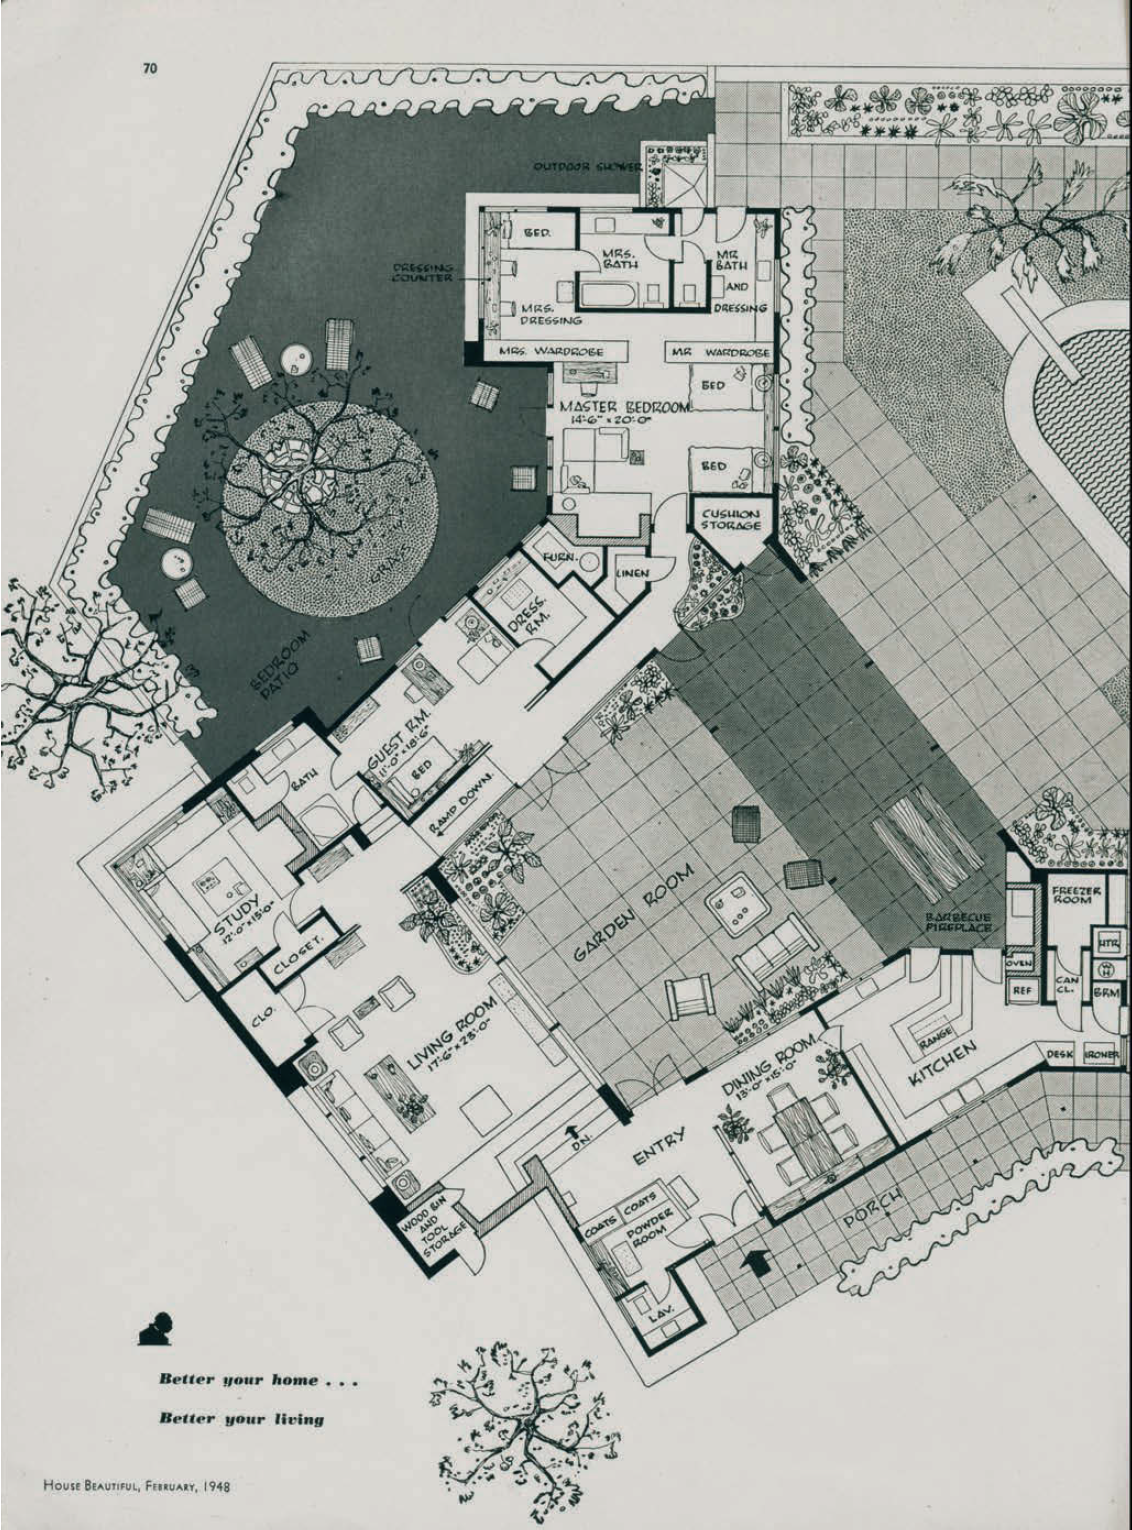 70
OUTDOOR SHOWER
BED.
MRS.
BATH
MR.
BATH
AND
DRESSING
DRESSING
COUNTER
MRS.
DRESSING
MRS. WARDROBE
MR. WARDROBE
BED
MASTER BEDROOM
14'-6" x 20'-0"
BED
CUSHION
STORAGE
FURN.
LINEN
DRESS.
RM.
BEDROOM
PATIO
GUEST RM.
11'-0" x 18'-6"
BED
BATH
RAMP DOWN.
STUDY
12'-0" x 15'-0"
CLOSET.
CLO.
GARDEN ROOM
BARBECUE
FIREPLACE
FREEZER
ROOM
OVEN
REF
CAN
CL.
HTR
BRM
RANGE
KITCHEN
DESK
IRONER
LIVING ROOM
17'-6" x 28'-0"
DINING ROOM
13'-0" x 15'-0"
DN.
ENTRY
WOOD BIN
AND
TOOL
STORAGE
COATS
COATS
POWDER
ROOM
LAV.
PORCH
Better your home . . .
Better your living
HOUSE BEAUTIFUL, FEBRUARY, 1948